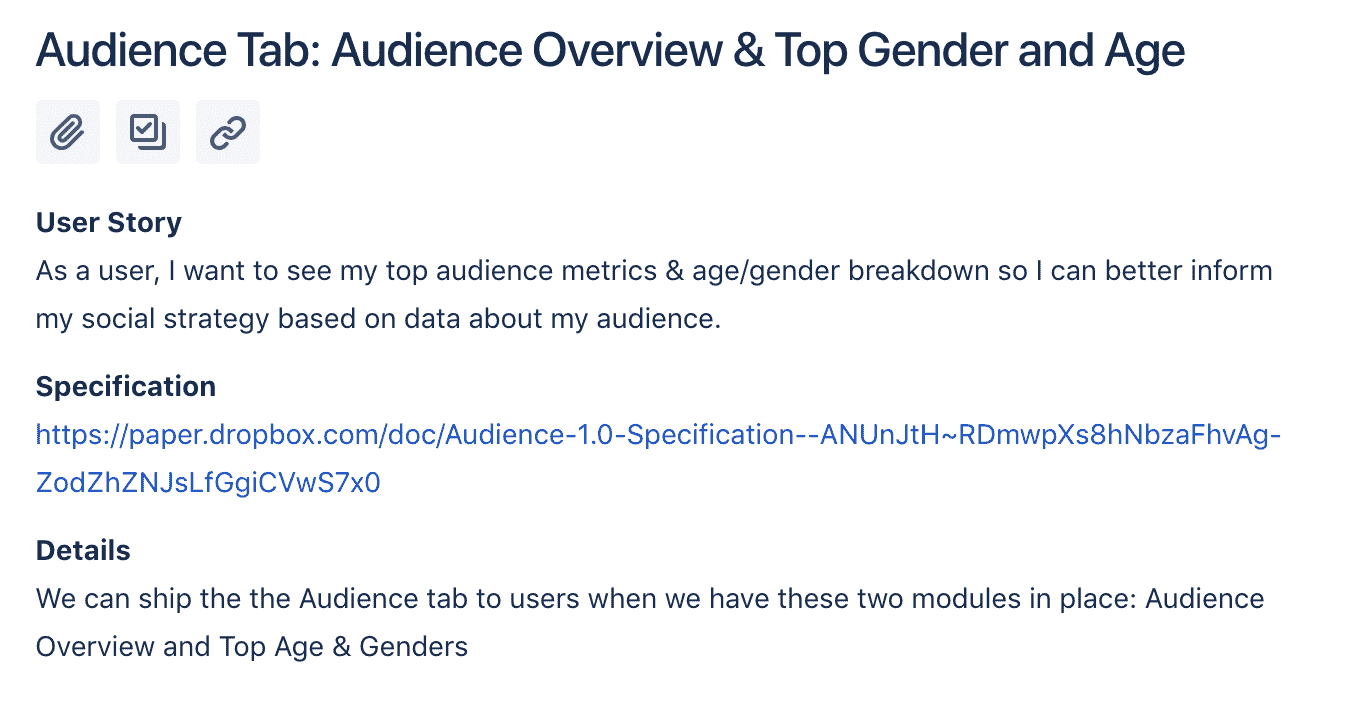 Audience Tab: Audience Overview & Top Gender and Age
User Story
As a user, I want to see my top audience metrics & age/gender breakdown so I can better inform
my social strategy based on data about my audience.
Specification
https://paper.dropbox.com/doc/Audience-1.0-Specification--ANUnJtH~RDmwpXs8hNbzaFhvAg-
ZodZhZNJsLfGgiCVwS7x0
Details
We can ship the the Audience tab to users when we have these two modules in place: Audience
Overview and Top Age & Genders